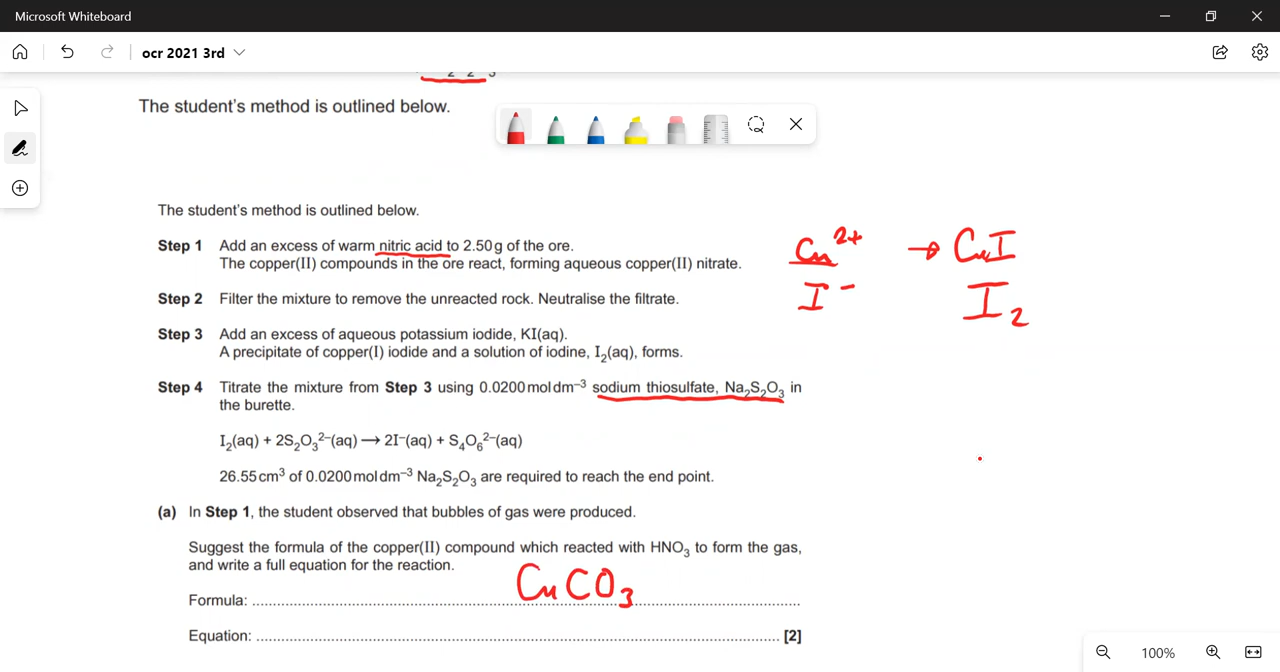 Microsoft Whiteboard
ocr 2021 3rd
The student's method is outlined below.
The student's method is outlined below.
Step 1 Add an excess of warm nitric acid to 2.50 g of the ore.
The copper(II) compounds in the ore react, forming aqueous copper(II) nitrate.
Cu²⁺ → CuI
Step 2 Filter the mixture to remove the unreacted rock. Neutralise the filtrate.
I⁻ I₂
Step 3 Add an excess of aqueous potassium iodide, KI(aq).
A precipitate of copper(I) iodide and a solution of iodine, I₂(aq), forms.
Step 4 Titrate the mixture from Step 3 using 0.0200 mol dm⁻³ sodium thiosulfate, Na₂S₂O₃ in
the burette.
I₂(aq) + 2S₂O₃²⁻(aq) → 2I⁻(aq) + S₄O₆²⁻(aq)
26.55 cm³ of 0.0200 mol dm⁻³ Na₂S₂O₃ are required to reach the end point.
(a) In Step 1, the student observed that bubbles of gas were produced.
Suggest the formula of the copper(II) compound which reacted with HNO₃ to form the gas,
and write a full equation for the reaction.
Formula: CuCO₃
Equation: [2]
100%